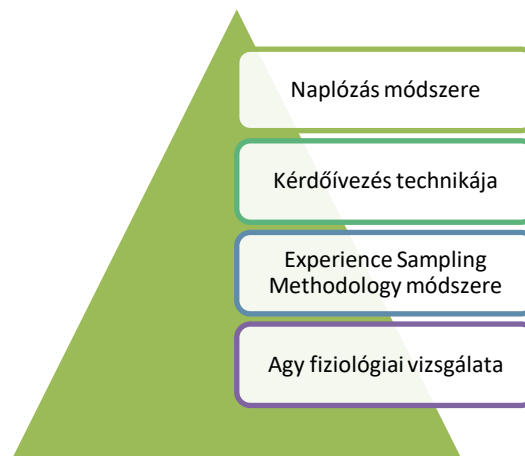 Naplózás módszere
Kérdőívezés technikája
Experience Sampling
Methodology módszere
Agy fiziológiai vizsgálata